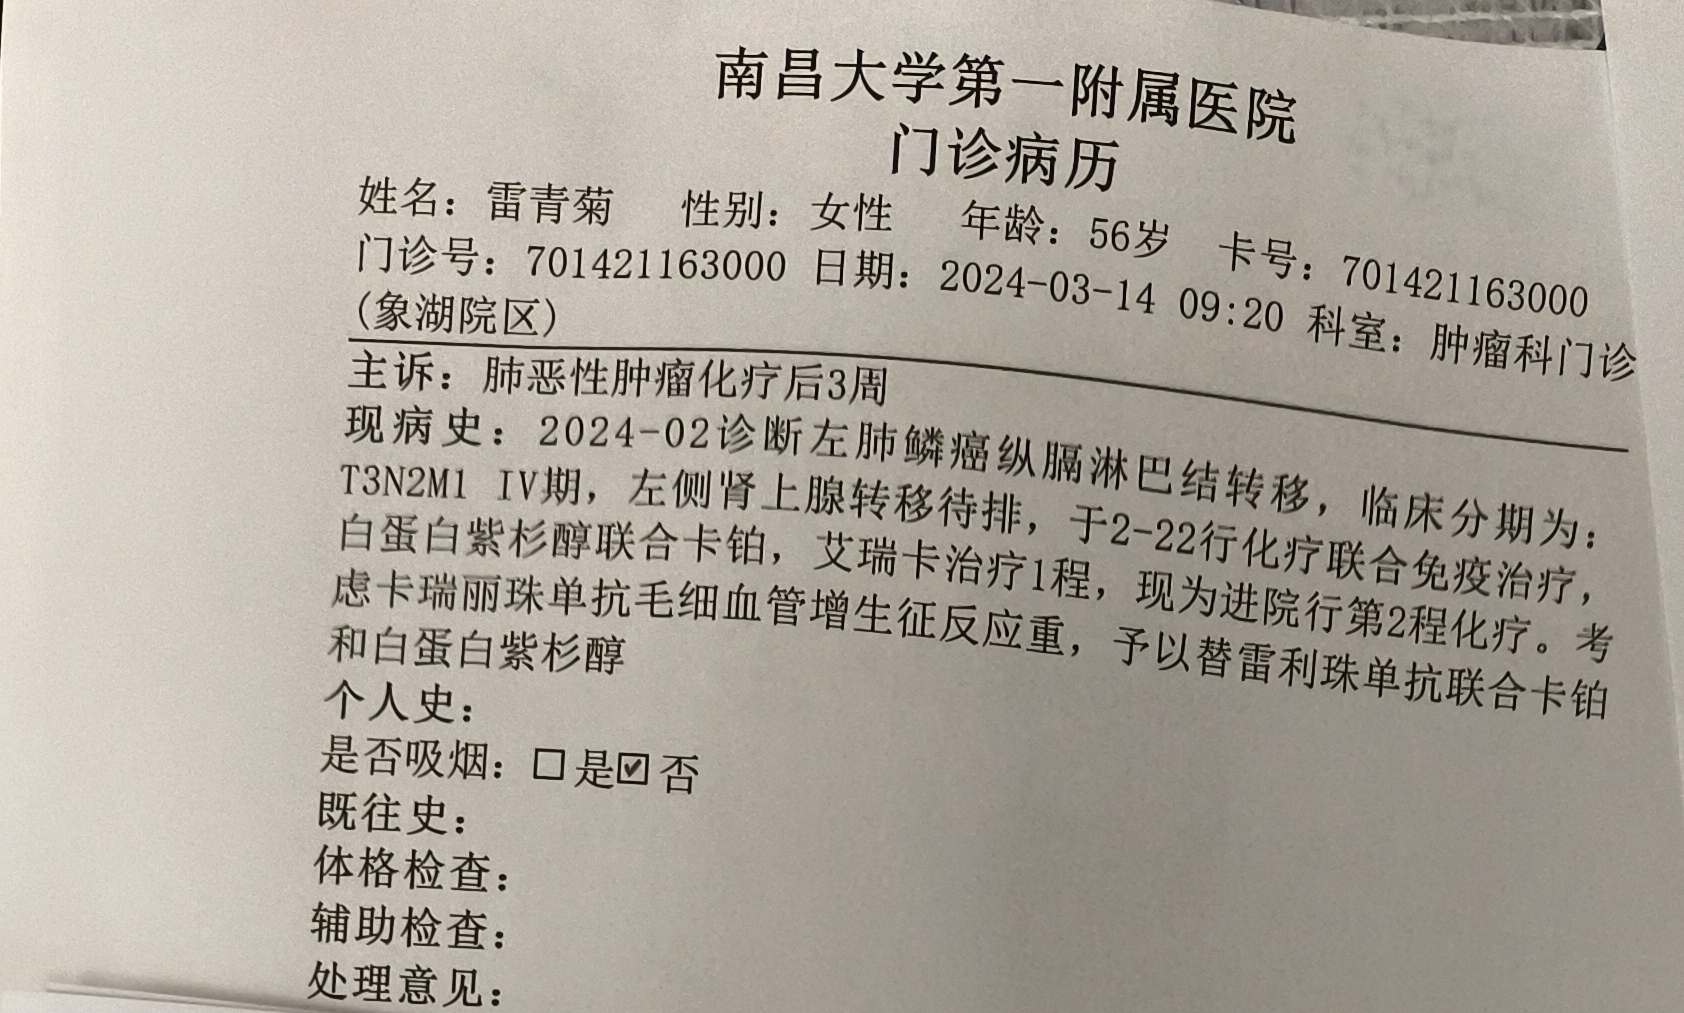 南昌大学第一附属医院
门诊病历
姓名：雷青菊 性别：女性 年龄：56岁 卡号：701421163000
门诊号：701421163000 日期：2024-03-14 09:20 科室：肿瘤科门诊
(象湖院区)
主诉：肺恶性肿瘤化疗后3周
现病史：2024-02诊断左肺鳞癌纵膈淋巴结转移，临床分期为：
T3N2M1 IV期，左侧肾上腺转移待排，于2-22行化疗联合免疫治疗，
白蛋白紫杉醇联合卡铂，艾瑞卡治疗1程，现为进院行第2程化疗。考
虑卡瑞丽珠单抗毛细血管增生征反应重，予以替雷利珠单抗联合卡铂
和白蛋白紫杉醇
个人史：
是否吸烟：□是☑否
既往史：
体格检查：
辅助检查：
处理意见：